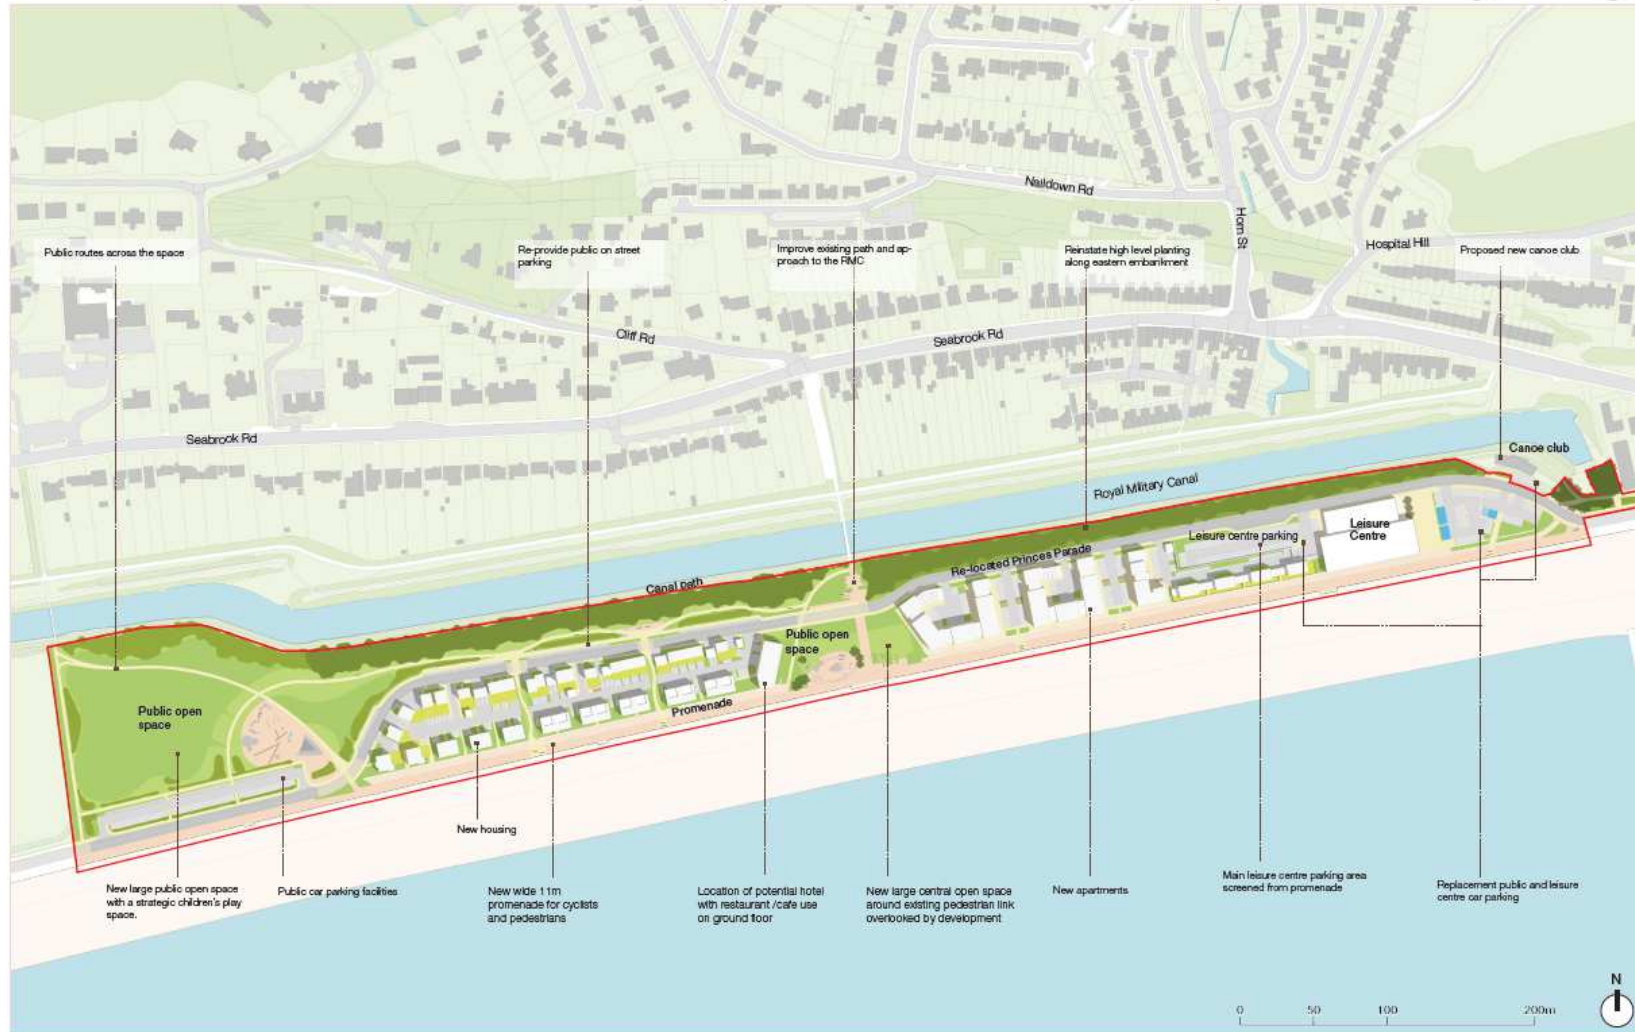 Naildown Rd
Horn St
Hospital Hill
Public routes across the space
Re-provide public on street
parking
Improve existing path and ap-
proach to the RMC
Reinstate high level planting
along eastern embankment
Proposed new canoe club
Cliff Rd
Seabrook Rd
Seabrook Rd
Canoe club
Royal Military Canal
Leisure
Centre
Leisure centre parking
Re-located Princes Parade
Canal path
Public open
space
Public open
space
Promenade
New housing
New large public open space
with a strategic children's play
space.
Public car parking facilities
New wide 11m
promenade for cyclists
and pedestrians
Location of potential hotel
with restaurant /cafe use
on ground floor
New large central open space
around existing pedestrian link
overlooked by development
New apartments
Main leisure centre parking area
screened from promenade
Replacement public and leisure
centre car parking
N
0 50 100 200m